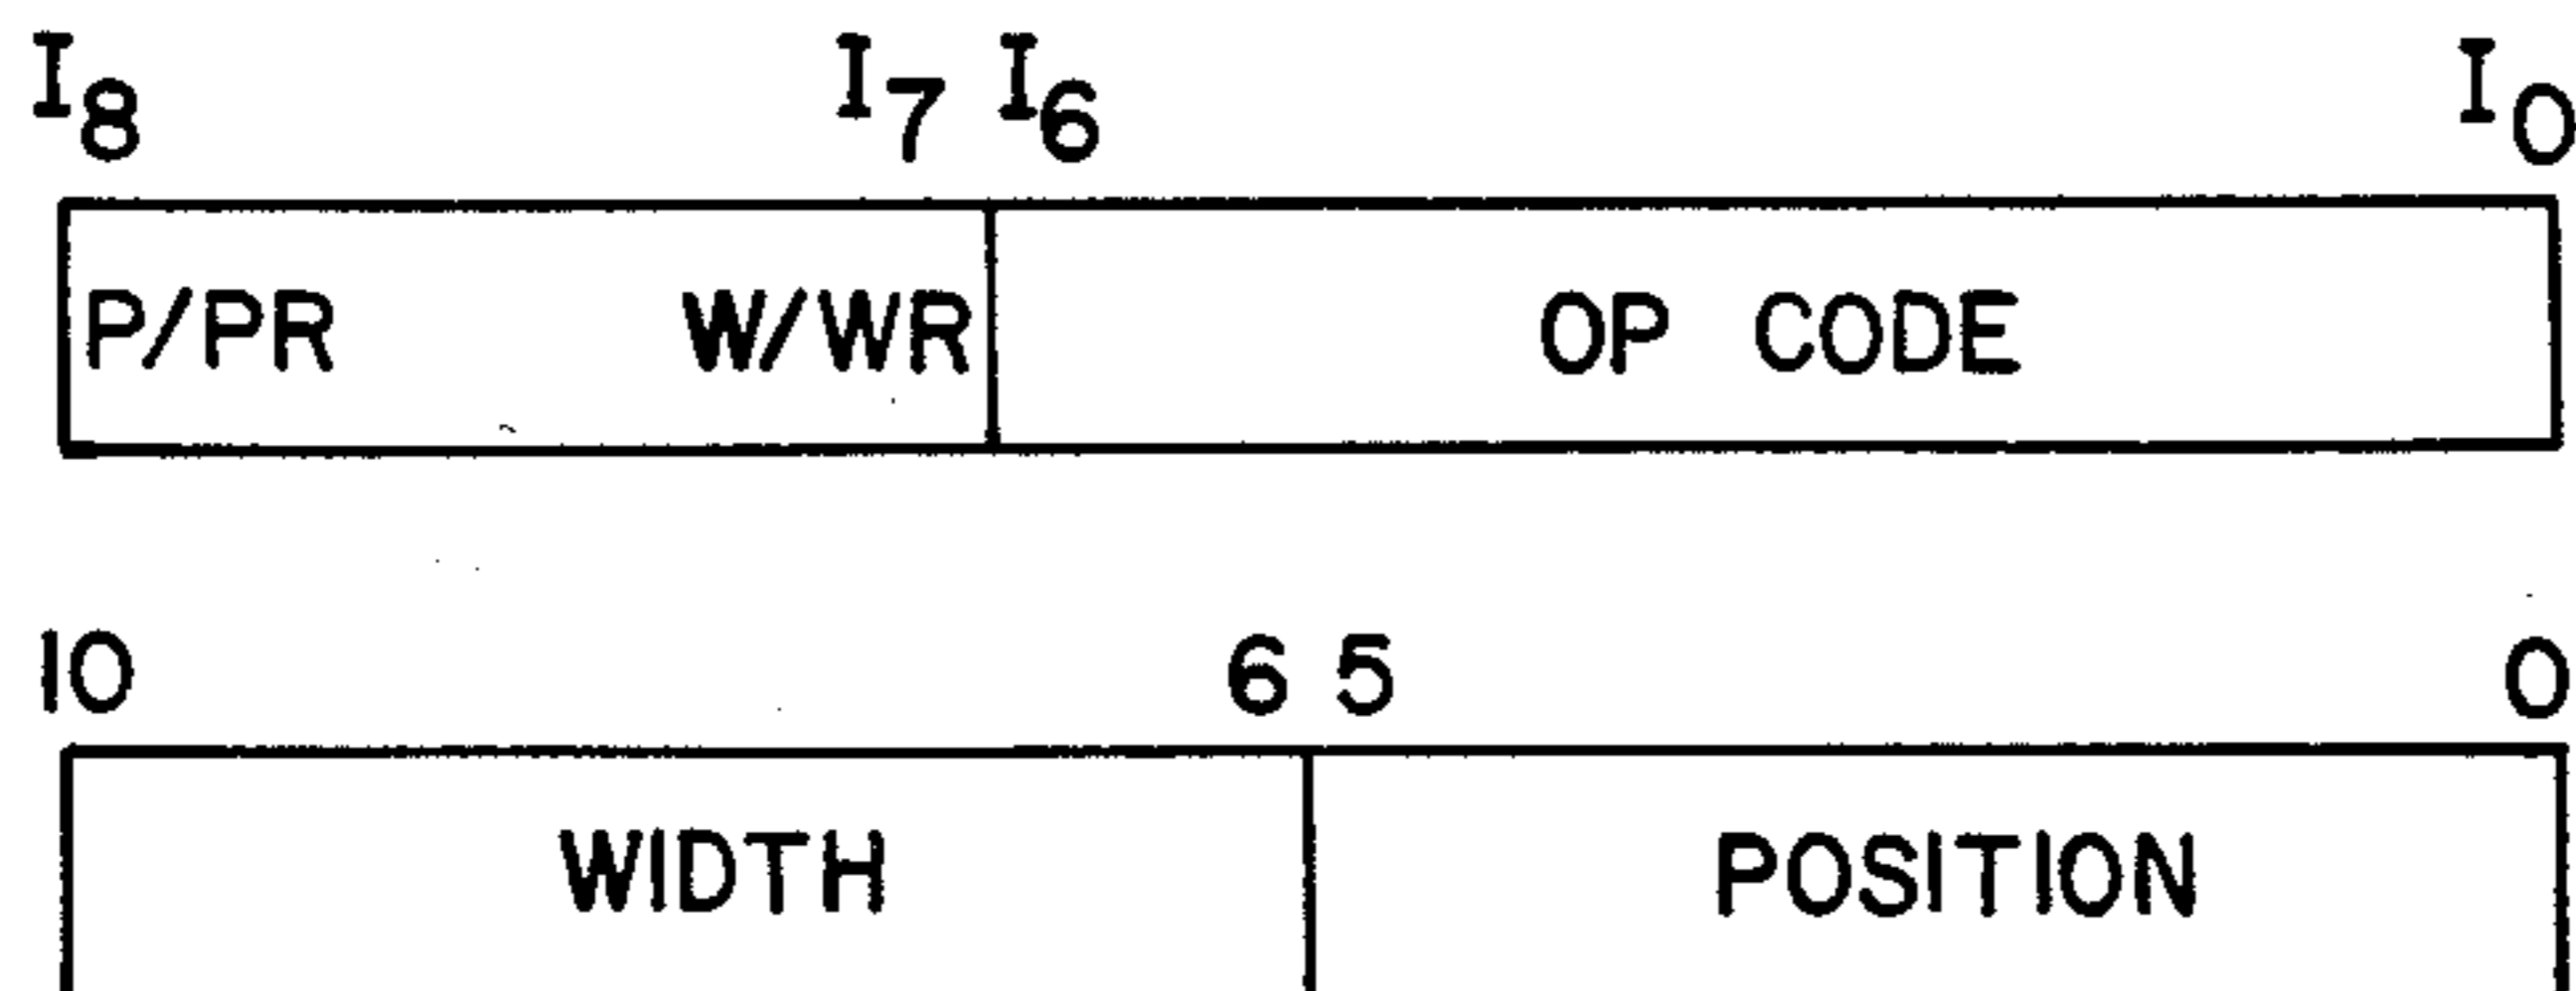 I₈ I₇ I₆ I₀
P/PR W/WR OP CODE
10 6 5 0
WIDTH POSITION